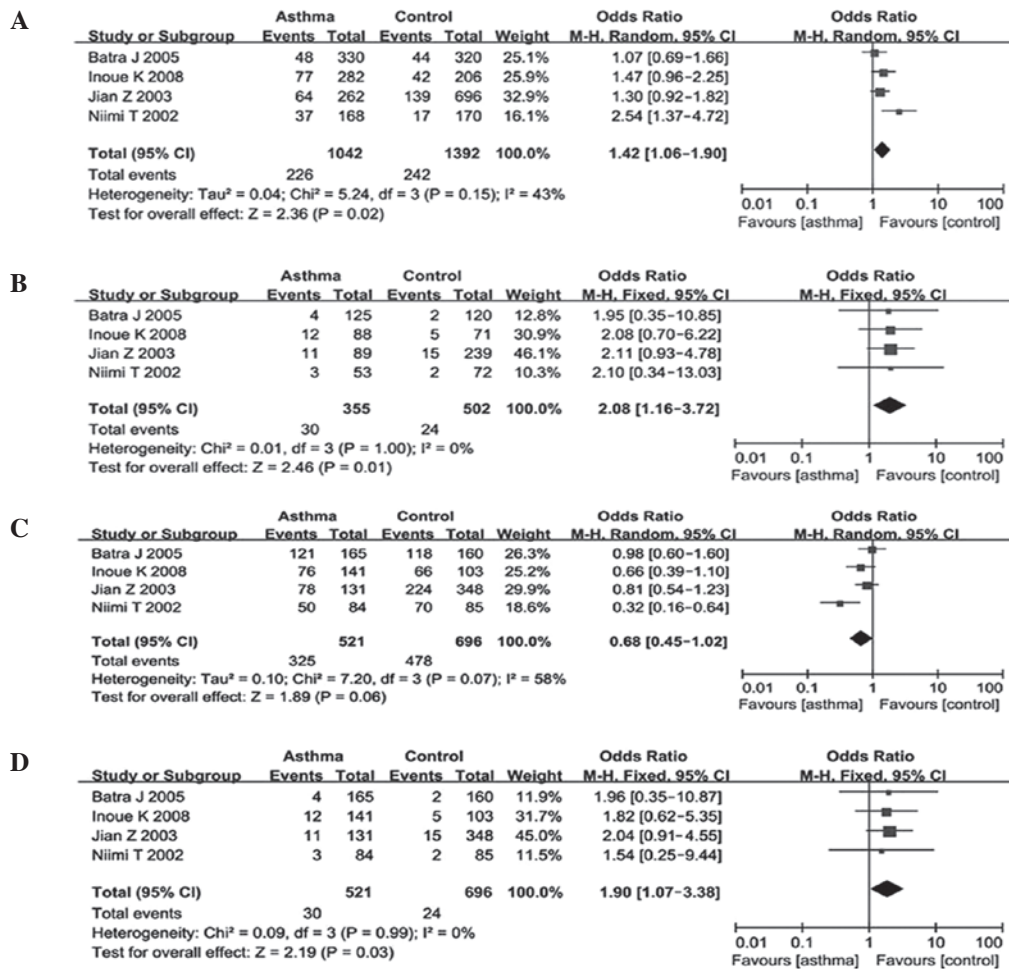 A
Asthma Control Odds Ratio Odds Ratio
Study or Subgroup Events Total Events Total Weight M-H, Random, 95% CI M-H, Random, 95% CI
Batra J 2005 48 330 44 320 25.1% 1.07 [0.69-1.66]
Inoue K 2008 77 282 42 206 25.9% 1.47 [0.96-2.25]
Jian Z 2003 64 262 139 696 32.9% 1.30 [0.92-1.82]
Niimi T 2002 37 168 17 170 16.1% 2.54 [1.37-4.72]
Total (95% CI) 1042 1392 100.0% 1.42 [1.06-1.90]
Total events 226 242
Heterogeneity: Tau² = 0.04; Chi² = 5.24, df = 3 (P = 0.15); I² = 43%
Test for overall effect: Z = 2.36 (P = 0.02)
0.01 0.1 1 10 100
Favours [asthma] Favours [control]
B
Asthma Control Odds Ratio Odds Ratio
Study or Subgroup Events Total Events Total Weight M-H, Fixed, 95% CI M-H, Fixed, 95% CI
Batra J 2005 4 125 2 120 12.8% 1.95 [0.35-10.85]
Inoue K 2008 12 88 5 71 30.9% 2.08 [0.70-6.22]
Jian Z 2003 11 89 15 239 46.1% 2.11 [0.93-4.78]
Niimi T 2002 3 53 2 72 10.3% 2.10 [0.34-13.03]
Total (95% CI) 355 502 100.0% 2.08 [1.16-3.72]
Total events 30 24
Heterogeneity: Chi² = 0.01, df = 3 (P = 1.00); I² = 0%
Test for overall effect: Z = 2.46 (P = 0.01)
0.01 0.1 1 10 100
Favours [asthma] Favours [control]
C
Asthma Control Odds Ratio Odds Ratio
Study or Subgroup Events Total Events Total Weight M-H, Random, 95% CI M-H, Random, 95% CI
Batra J 2005 121 165 118 160 26.3% 0.98 [0.60-1.60]
Inoue K 2008 76 141 66 103 25.2% 0.66 [0.39-1.10]
Jian Z 2003 78 131 224 348 29.9% 0.81 [0.54-1.23]
Niimi T 2002 50 84 70 85 18.6% 0.32 [0.16-0.64]
Total (95% CI) 521 696 100.0% 0.68 [0.45-1.02]
Total events 325 478
Heterogeneity: Tau² = 0.10; Chi² = 7.20, df = 3 (P = 0.07); I² = 58%
Test for overall effect: Z = 1.89 (P = 0.06)
0.01 0.1 1 10 100
Favours [asthma] Favours [control]
D
Asthma Control Odds Ratio Odds Ratio
Study or Subgroup Events Total Events Total Weight M-H, Fixed, 95% CI M-H, Fixed, 95% CI
Batra J 2005 4 165 2 160 11.9% 1.96 [0.35-10.87]
Inoue K 2008 12 141 5 103 31.7% 1.82 [0.62-5.35]
Jian Z 2003 11 131 15 348 45.0% 2.04 [0.91-4.55]
Niimi T 2002 3 84 2 85 11.5% 1.54 [0.25-9.44]
Total (95% CI) 521 696 100.0% 1.90 [1.07-3.38]
Total events 30 24
Heterogeneity: Chi² = 0.09, df = 3 (P = 0.99); I² = 0%
Test for overall effect: Z = 2.19 (P = 0.03)
0.01 0.1 1 10 100
Favours [asthma] Favours [control]